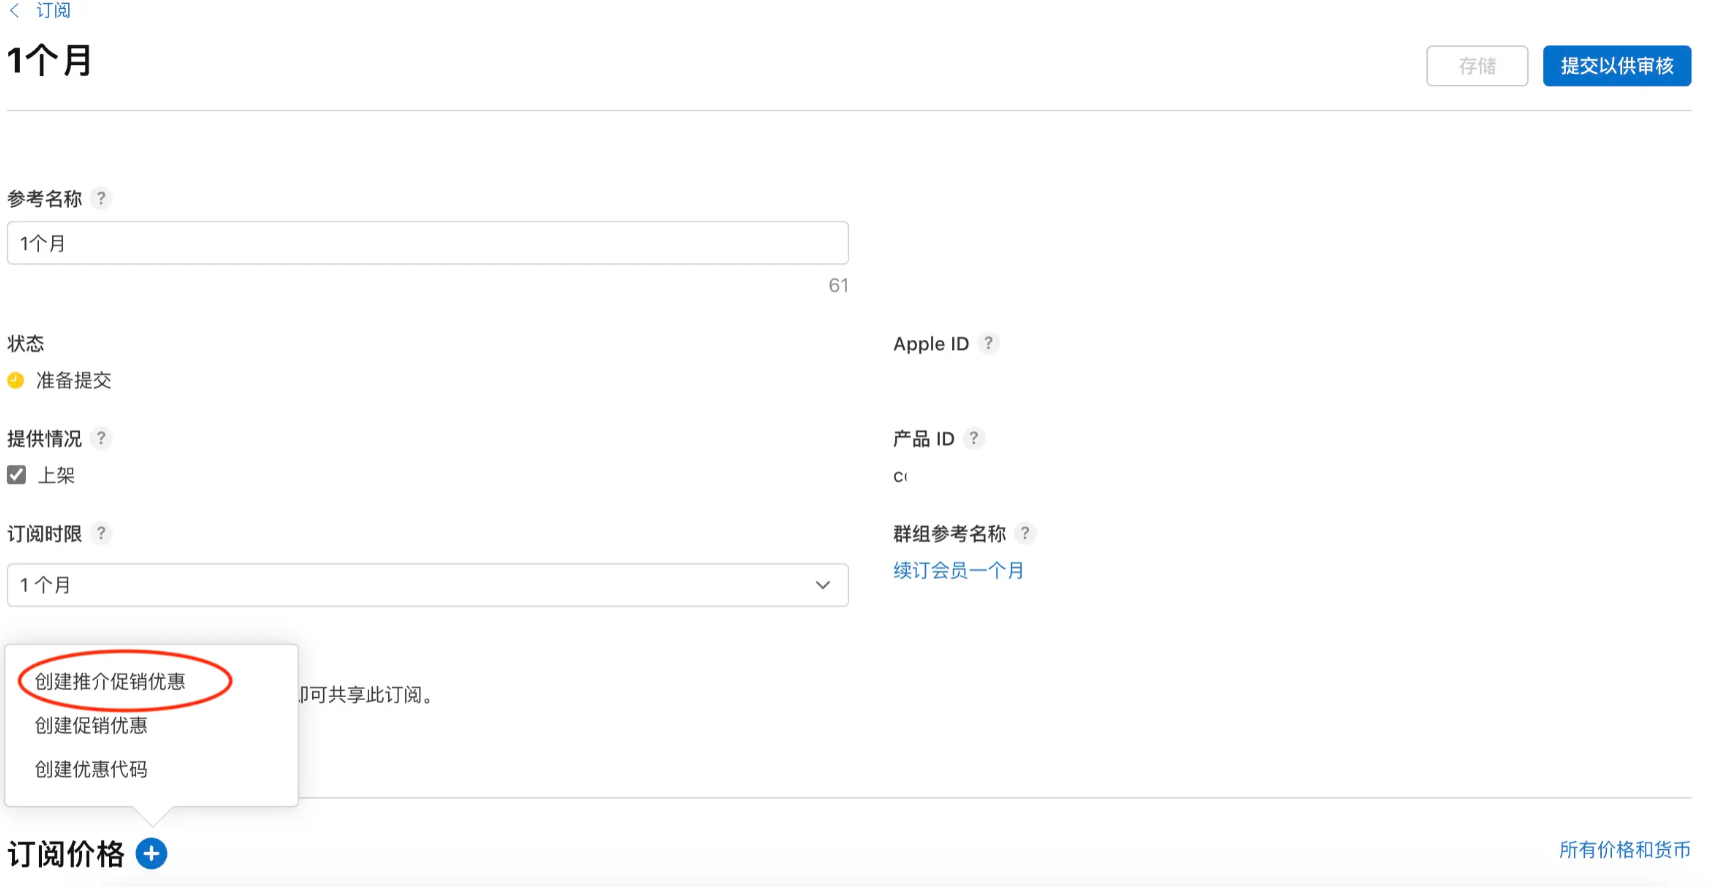 订阅
1个月
存储
提交以供审核
参考名称 ?
1个月
61
状态
Apple ID ?
准备提交
提供情况 ?
产品 ID ?
上架
订阅时限 ?
群组参考名称 ?
1 个月
续订会员一个月
创建推介促销优惠
即可共享此订阅。
创建促销优惠
创建优惠代码
订阅价格
所有价格和货币